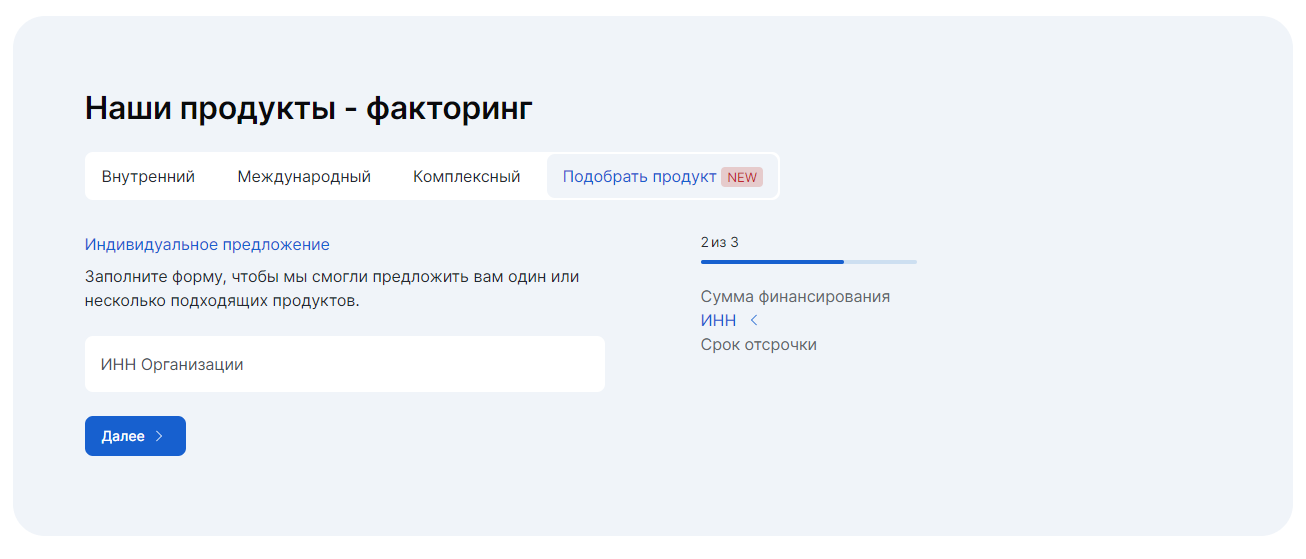 Наши продукты - факторинг
Внутренний
Международный
Комплексный
Подобрать продукт NEW
Индивидуальное предложение
Заполните форму, чтобы мы смогли предложить вам один или
несколько подходящих продуктов.
ИНН Организации
Далее
2 из 3
Сумма финансирования
ИНН
Срок отсрочки